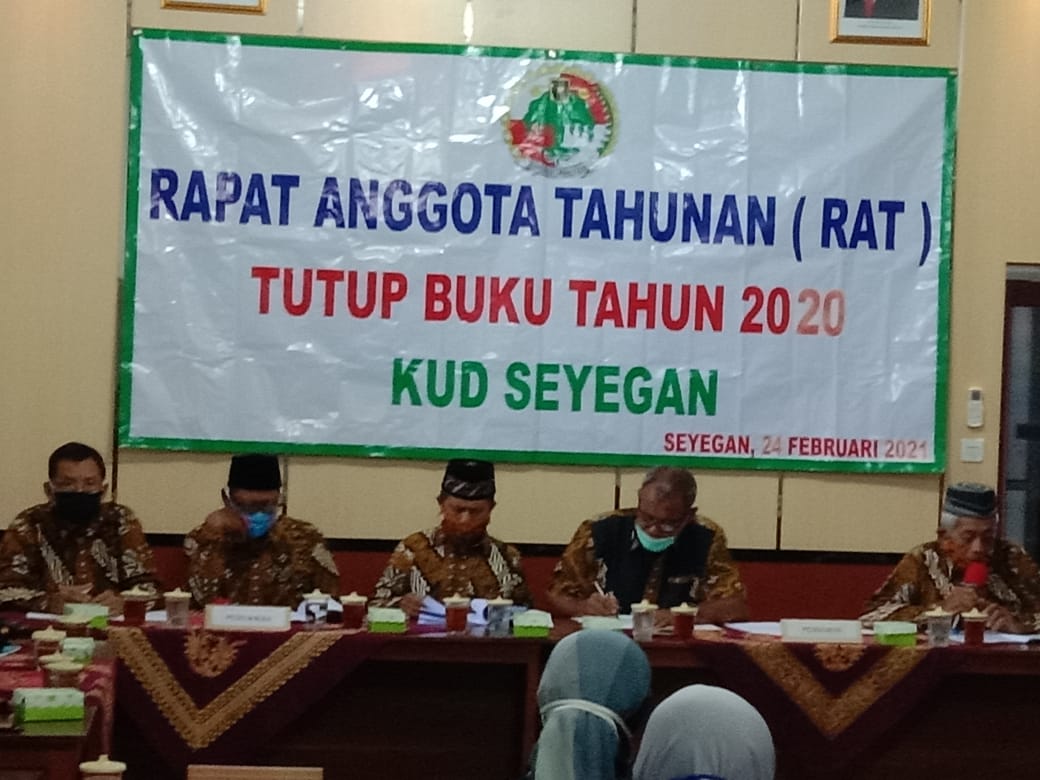 RAPAT ANGGOTA TAHUNAN ( RAT )
TUTUP BUKU TAHUN 2020
KUD SEYEGAN
SEYEGAN, 24 FEBRUARI 2021